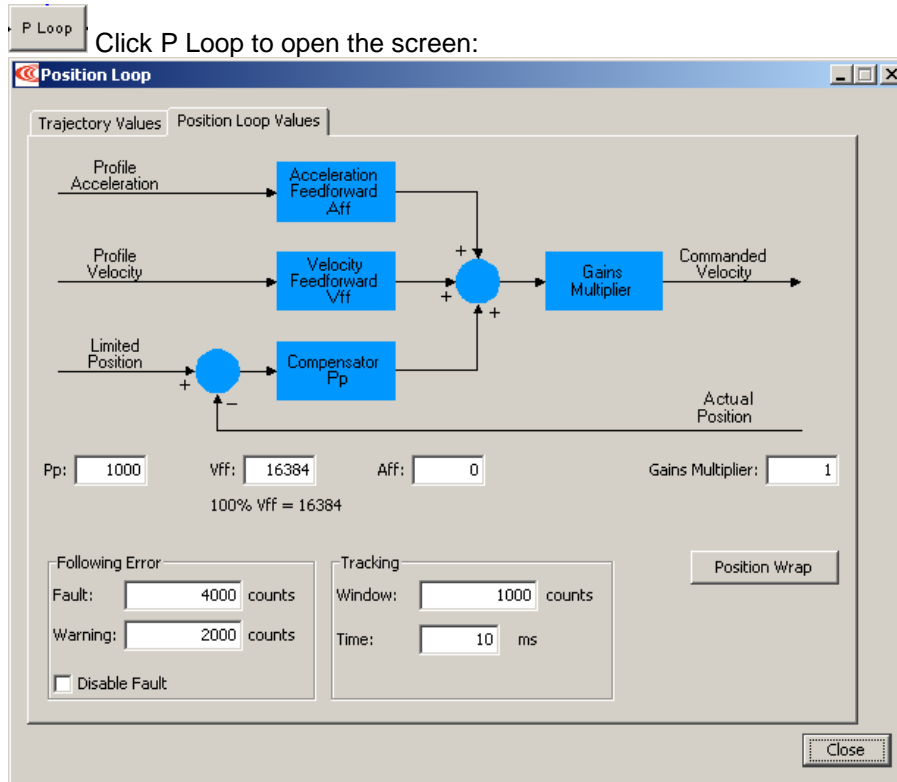 P Loop
Click P Loop to open the screen:
Position Loop
Trajectory Values
Position Loop Values
Profile
Acceleration
Acceleration
Feedforward
Aff
Profile
Velocity
Velocity
Feedforward
Vff
+
+
+
Gains
Multiplier
Commanded
Velocity
Limited
Position
+
−
Compensator
Pp
Actual
Position
Pp: 1000
Vff: 16384
Aff: 0
Gains Multiplier: 1
100% Vff = 16384
Following Error
Fault: 4000 counts
Warning: 2000 counts
Disable Fault
Tracking
Window: 1000 counts
Time: 10 ms
Position Wrap
Close